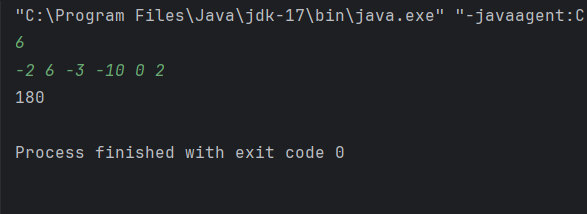 "C:\Program Files\Java\jdk-17\bin\java.exe" "-javaagent:C
6
-2 6 -3 -10 0 2
180
Process finished with exit code 0